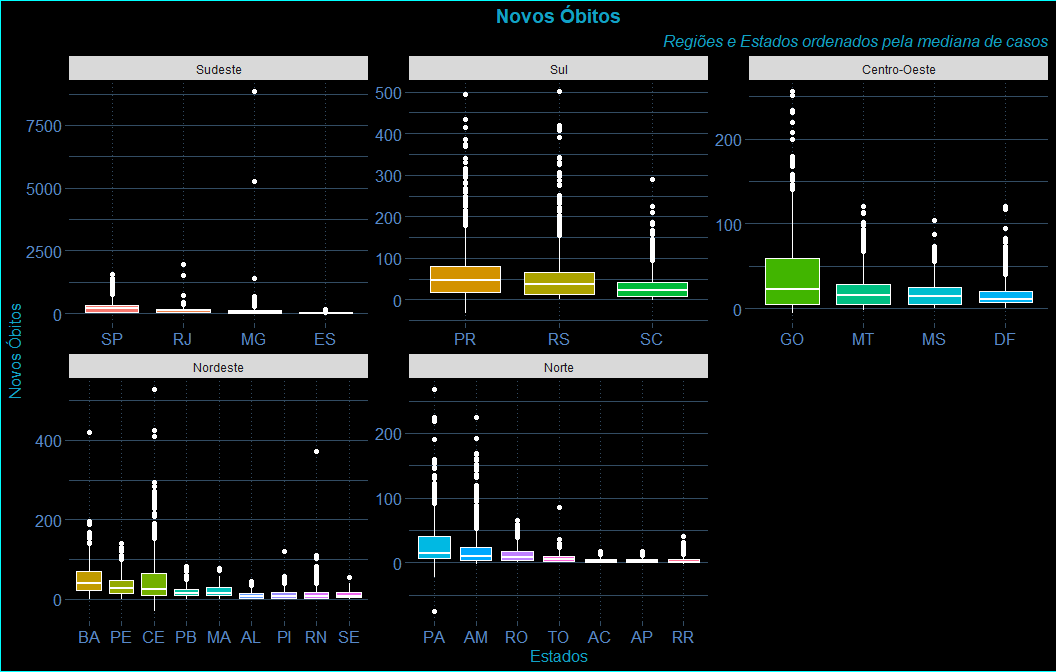 Novos Óbitos
Regiões e Estados ordenados pela mediana de casos
Sudeste
7500
5000
2500
0
SP RJ MG ES
Sul
500
400
300
200
100
0
PR RS SC
Centro-Oeste
200
100
0
GO MT MS DF
Novos Óbitos
Nordeste
400
200
0
BA PE CE PB MA AL PI RN SE
Norte
200
100
0
PA AM RO TO AC AP RR
Estados